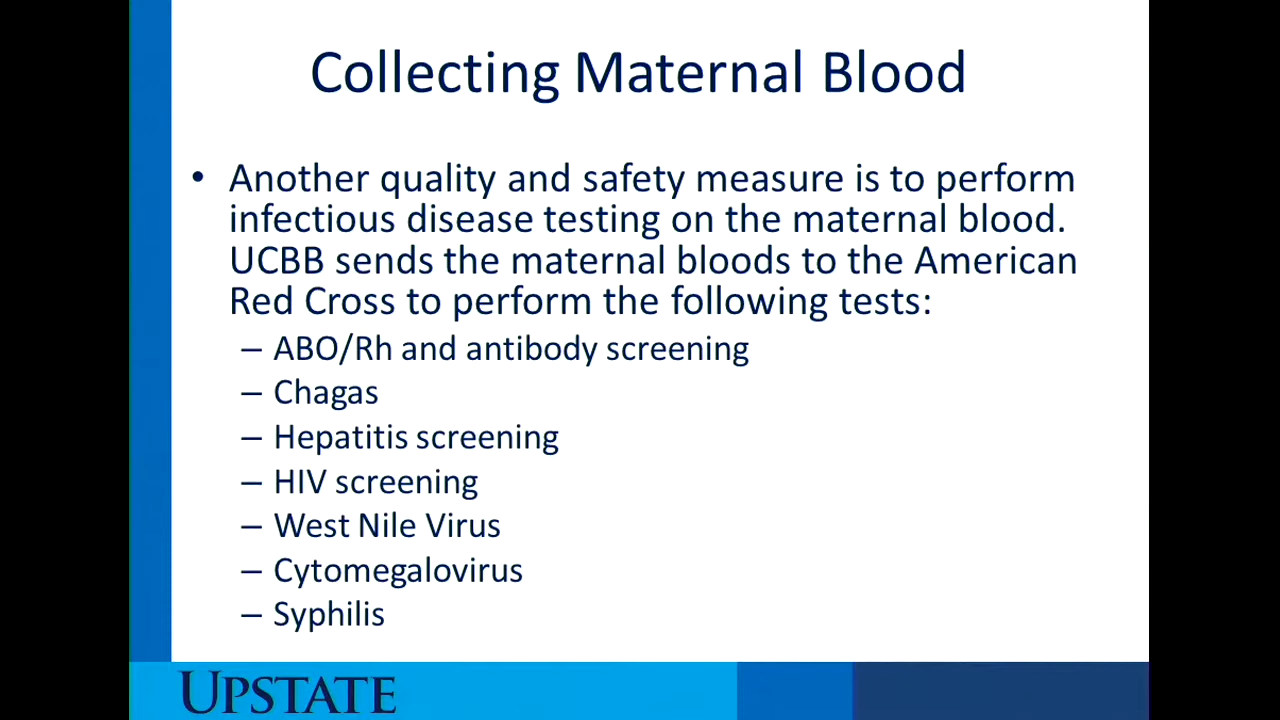 Collecting Maternal Blood
• Another quality and safety measure is to perform
infectious disease testing on the maternal blood.
UCBB sends the maternal bloods to the American
Red Cross to perform the following tests:
– ABO/Rh and antibody screening
– Chagas
– Hepatitis screening
– HIV screening
– West Nile Virus
– Cytomegalovirus
– Syphilis
UPSTATE